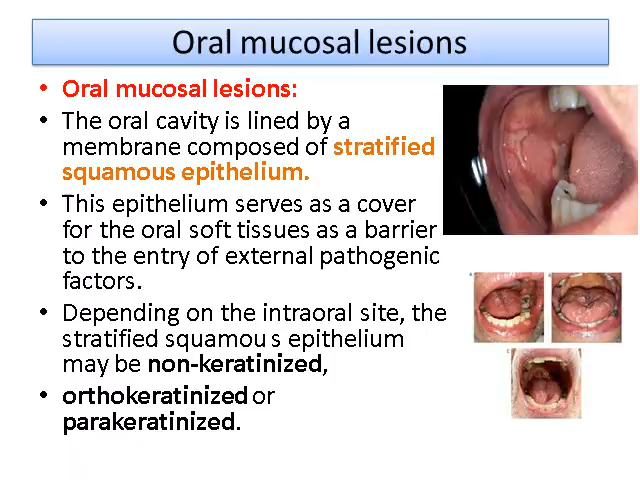 Oral mucosal lesions
• Oral mucosal lesions:
• The oral cavity is lined by a
membrane composed of stratified
squamous epithelium.
• This epithelium serves as a cover
for the oral soft tissues as a barrier
to the entry of external pathogenic
factors.
• Depending on the intraoral site, the
stratified squamou s epithelium
may be non-keratinized,
• orthokeratinized or
parakeratinized.